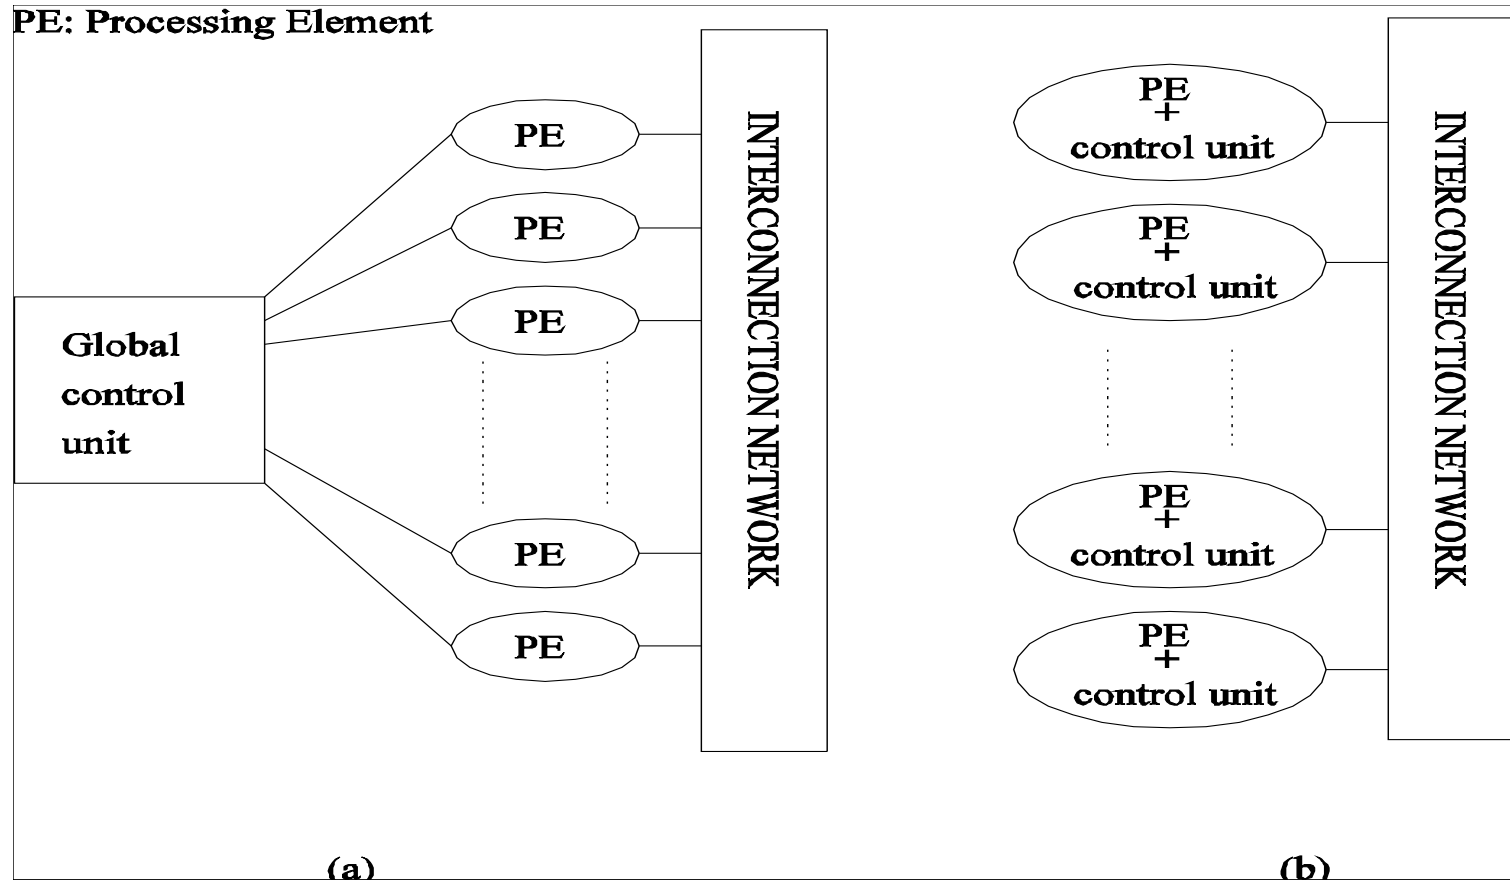 PE: Processing Element
PE
PE
PE
PE
PE
Global
control
unit
INTERCONNECTION NETWORK
(a)
PE
+
control unit
PE
+
control unit
PE
+
control unit
PE
+
control unit
INTERCONNECTION NETWORK
(b)